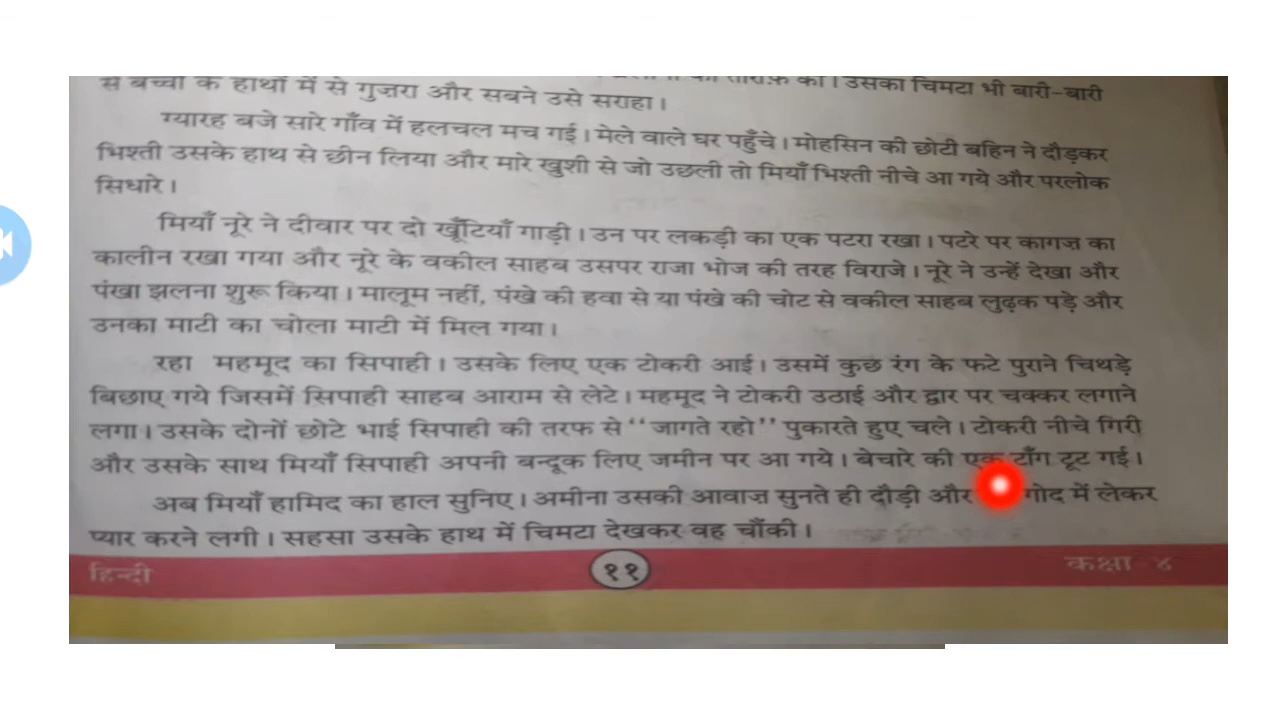 से बच्चों के हाथों में से गुज़रा और सबने उसे सराहा।
की। उसका चिमटा भी बारी-बारी
ग्यारह बजे सारे गाँव में हलचल मच गई। मेले वाले घर पहुँचे। मोहसिन की छोटी बहिन ने दौड़कर
भिश्ती उसके हाथ से छीन लिया और मारे खुशी से जो उछली तो मियाँ भिश्ती नीचे आ गये और परलोक
सिधारे।
मियाँ नूरे ने दीवार पर दो खूँटियाँ गाड़ी। उन पर लकड़ी का एक पटरा रखा। पटरे पर कागज़ का
कालीन रखा गया और नूरे के वकील साहब उसपर राजा भोज की तरह विराजे। नूरे ने उन्हें देखा और
पंखा झलना शुरू किया। मालूम नहीं, पंखे की हवा से या पंखे की चोट से वकील साहब लुढ़क पड़े और
उनका माटी का चोला माटी में मिल गया।
रहा महमूद का सिपाही। उसके लिए एक टोकरी आई। उसमें कुछ रंग के फटे पुराने चिथड़े
बिछाए गये जिसमें सिपाही साहब आराम से लेटे। महमूद ने टोकरी उठाई और द्वार पर चक्कर लगाने
लगा। उसके दोनों छोटे भाई सिपाही की तरफ से ‘‘जागते रहो’’ पुकारते हुए चले। टोकरी नीचे गिरी
और उसके साथ मियाँ सिपाही अपनी बन्दूक लिए जमीन पर आ गये। बेचारे की एक टाँग टूट गई।
अब मियाँ हामिद का हाल सुनिए। अमीना उसकी आवाज़ सुनते ही दौड़ी और गोद में लेकर
प्यार करने लगी। सहसा उसके हाथ में चिमटा देखकर वह चौंकी।
हिन्दी
११
कक्षा-४